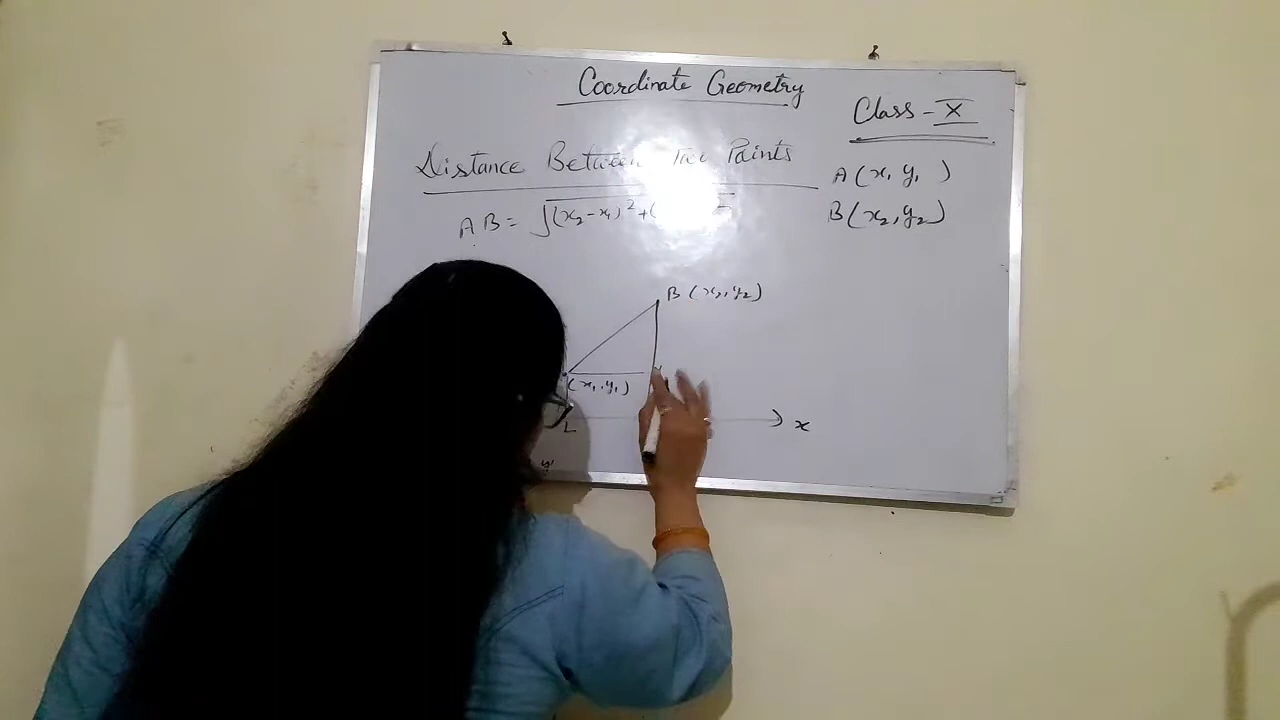 Coordinate Geometry
Class - X
Distance Between Two Points
A (x₁ y₁ )
B (x₂, y₂)
AB = √(x₂ - x₁)² + (
B (x₂, y₂)
(x₁, y₁)
L
x
y'